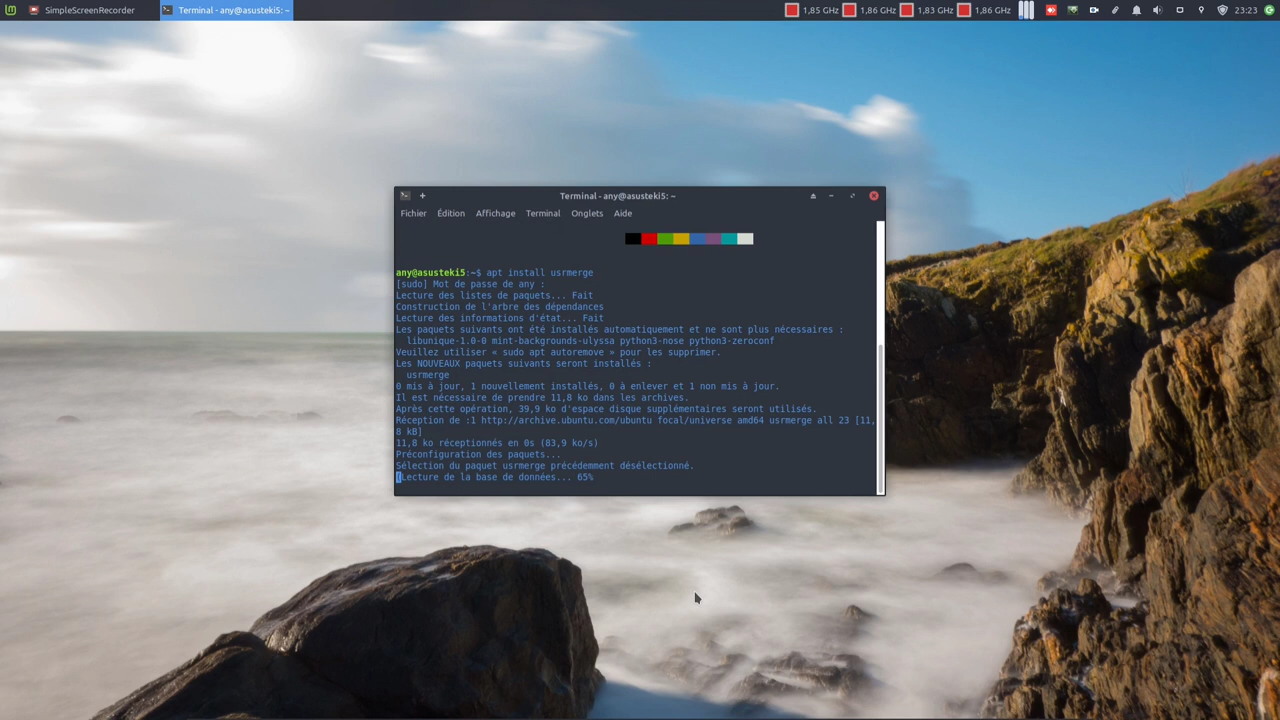 SimpleScreenRecorder
Terminal - any@asusteki5: ~
1,85 GHz
1,86 GHz
1,83 GHz
1,86 GHz
23:23
Terminal - any@asusteki5: ~
Fichier Édition Affichage Terminal Onglets Aide
any@asusteki5:~$ apt install usrmerge
[sudo] Mot de passe de any :
Lecture des listes de paquets... Fait
Construction de l'arbre des dépendances
Lecture des informations d'état... Fait
Les paquets suivants ont été installés automatiquement et ne sont plus nécessaires :
libunique-1.0-0 mint-backgrounds-ulyssa python3-nose python3-zeroconf
Veuillez utiliser « sudo apt autoremove » pour les supprimer.
Les NOUVEAUX paquets suivants seront installés :
usrmerge
0 mis à jour, 1 nouvellement installés, 0 à enlever et 1 non mis à jour.
Il est nécessaire de prendre 11,8 ko dans les archives.
Après cette opération, 39,9 ko d'espace disque supplémentaires seront utilisés.
Réception de :1 http://archive.ubuntu.com/ubuntu focal/universe amd64 usrmerge all 23 [11,
8 kB]
11,8 ko réceptionnés en 0s (83,9 ko/s)
Préconfiguration des paquets...
Sélection du paquet usrmerge précédemment désélectionné.
(Lecture de la base de données... 65%